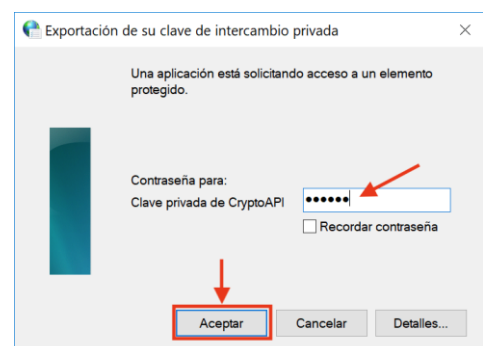 Exportación de su clave de intercambio privada
Una aplicación está solicitando acceso a un elemento
protegido.
Contraseña para:
Clave privada de CryptoAPI ••••••
Recordar contraseña
Aceptar Cancelar Detalles...